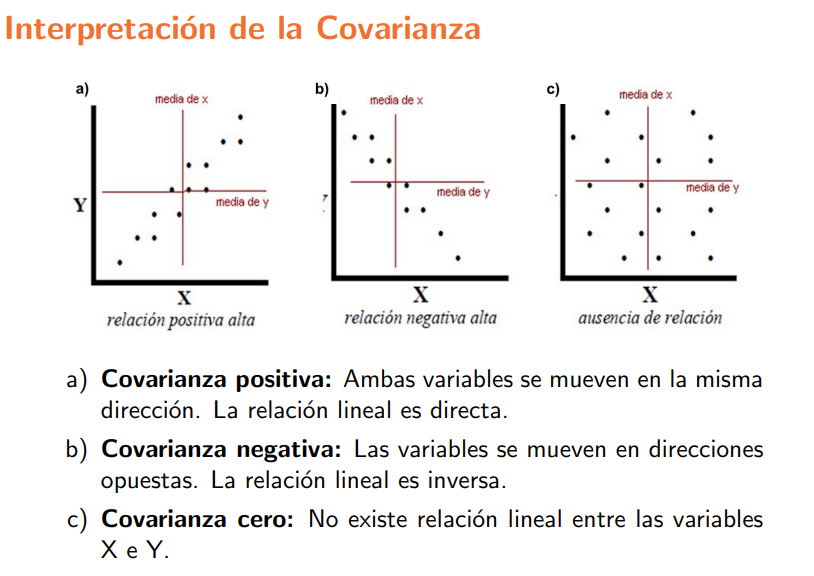 Interpretación de la Covarianza
a)
media de x
media de y
Y
X
relación positiva alta
b)
media de x
media de y
X
relación negativa alta
c)
media de x
media de y
X
ausencia de relación
a) Covarianza positiva: Ambas variables se mueven en la misma
dirección. La relación lineal es directa.
b) Covarianza negativa: Las variables se mueven en direcciones
opuestas. La relación lineal es inversa.
c) Covarianza cero: No existe relación lineal entre las variables
X e Y.